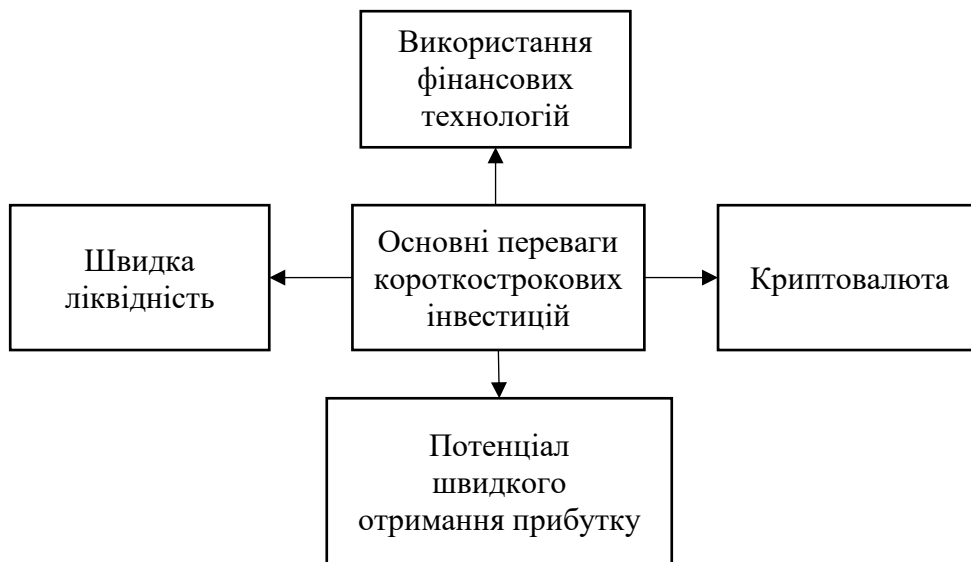 Використання
фінансових
технологій
Швидка
ліквідність
Основні переваги
короткострокових
інвестицій
Криптовалюта
Потенціал
швидкого
отримання прибутку